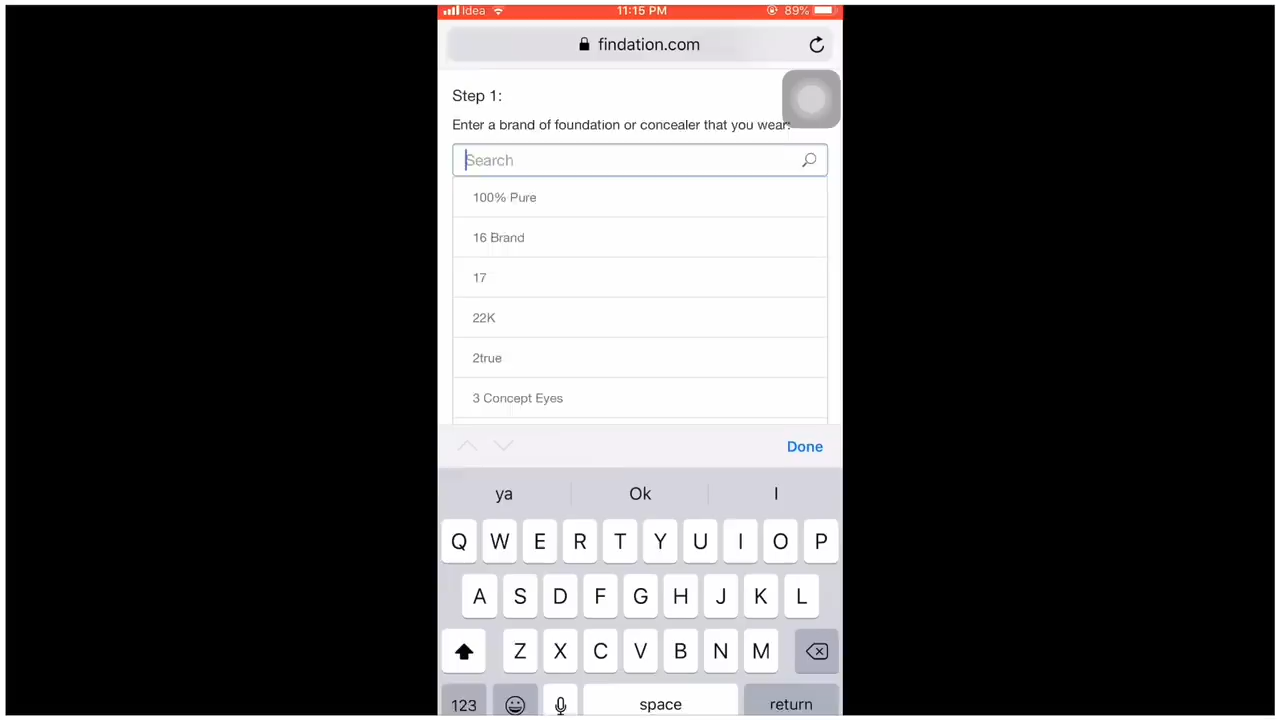 Idea 11:15 PM 89%
findation.com
Step 1:
Enter a brand of foundation or concealer that you wear:
Search
100% Pure
16 Brand
17
22K
2true
3 Concept Eyes
Done
ya Ok I
Q W E R T Y U I O P
A S D F G H J K L
Z X C V B N M
123 space return